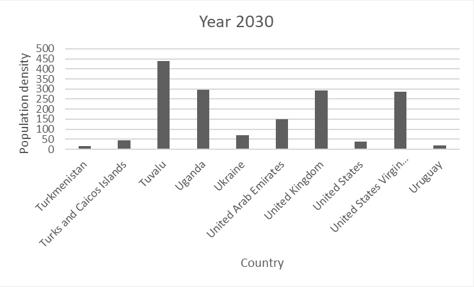 Year 2030
Population density
500
450
400
350
300
250
200
150
100
50
0
Turkmenistan
Turks and Caicos Islands
Tuvalu
Uganda
Ukraine
United Arab Emirates
United Kingdom
United States
United States Virgin...
Uruguay
Country